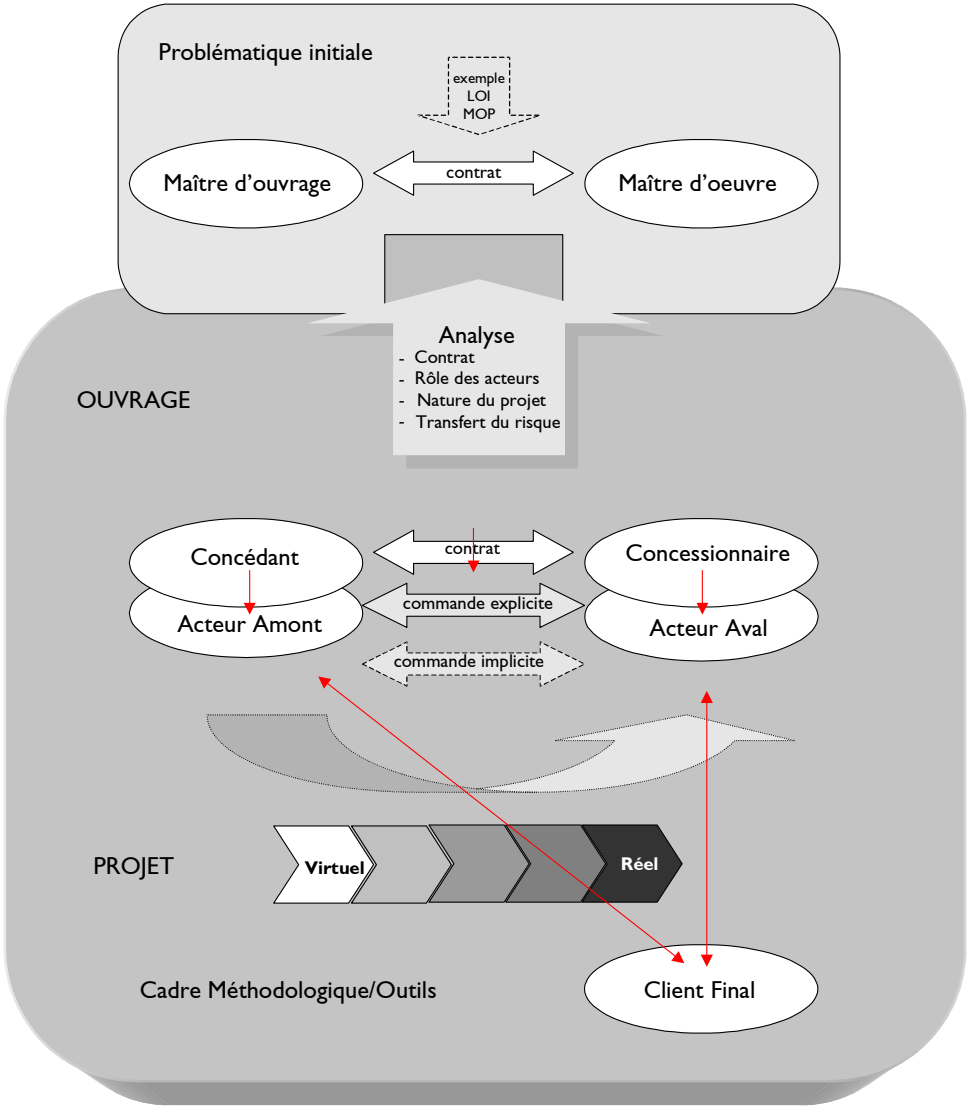 Problématique initiale
exemple
LOI
MOP
Maître d'ouvrage
contrat
Maître d'oeuvre
Analyse
- Contrat
- Rôle des acteurs
- Nature du projet
- Transfert du risque
OUVRAGE
Concédant
contrat
Concessionnaire
Acteur Amont
commande explicite
Acteur Aval
commande implicite
PROJET
Virtuel
Réel
Cadre Méthodologique/Outils
Client Final